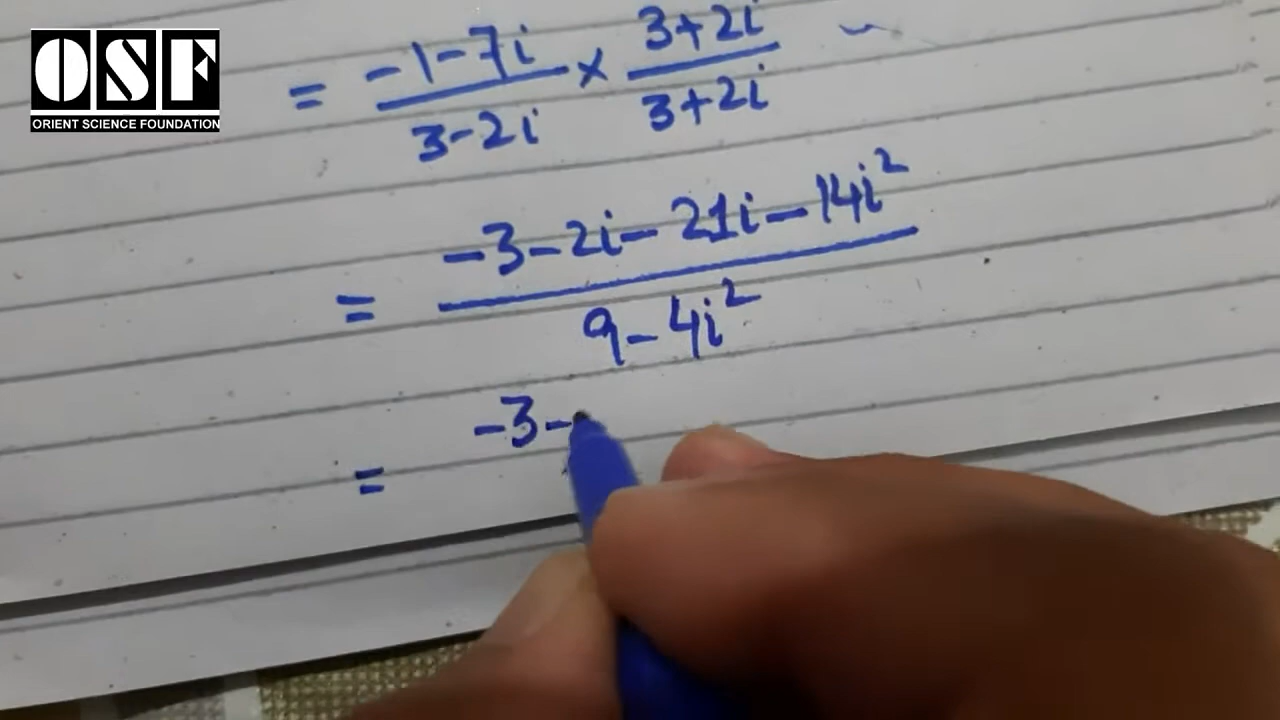 OSF
ORIENT SCIENCE FOUNDATION
= -1-7i / 3-2i × 3+2i / 3+2i
= -3-2i-21i-14i² / 9-4i²
= -3-